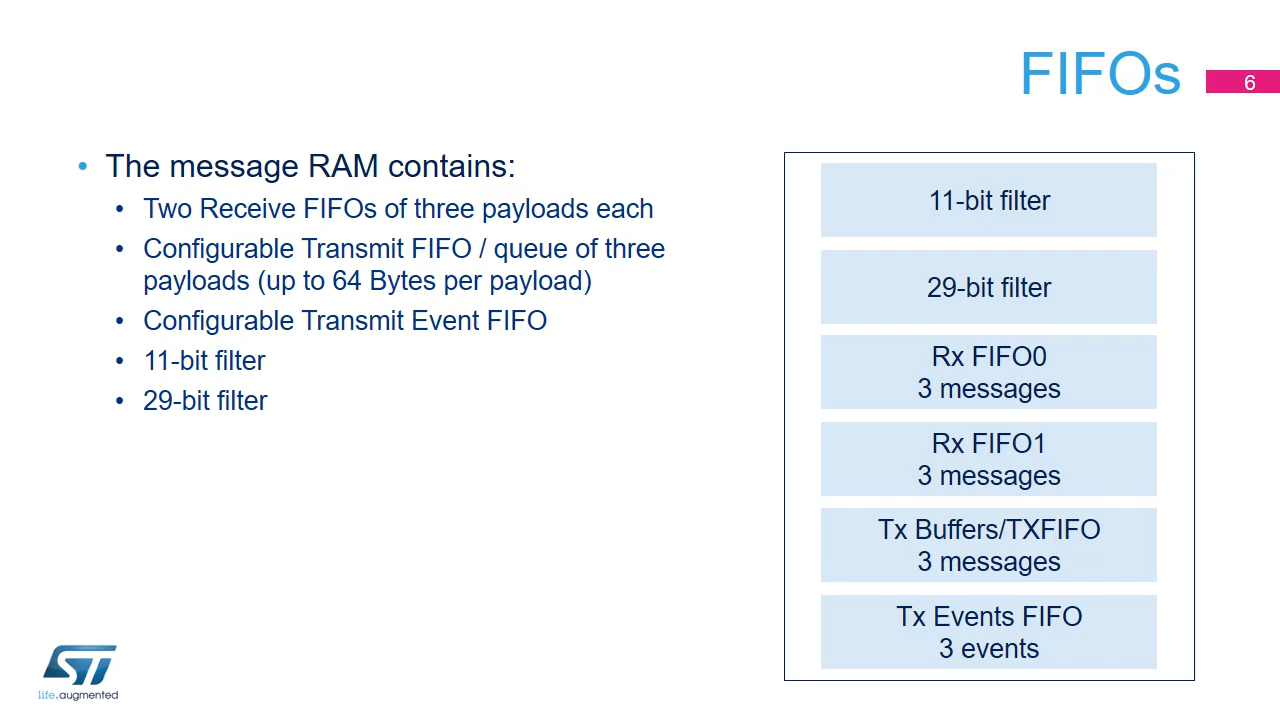 FIFOs
6
• The message RAM contains:
• Two Receive FIFOs of three payloads each
• Configurable Transmit FIFO / queue of three
payloads (up to 64 Bytes per payload)
• Configurable Transmit Event FIFO
• 11-bit filter
• 29-bit filter
11-bit filter
29-bit filter
Rx FIFO0
3 messages
Rx FIFO1
3 messages
Tx Buffers/TXFIFO
3 messages
Tx Events FIFO
3 events
ST
life.augmented